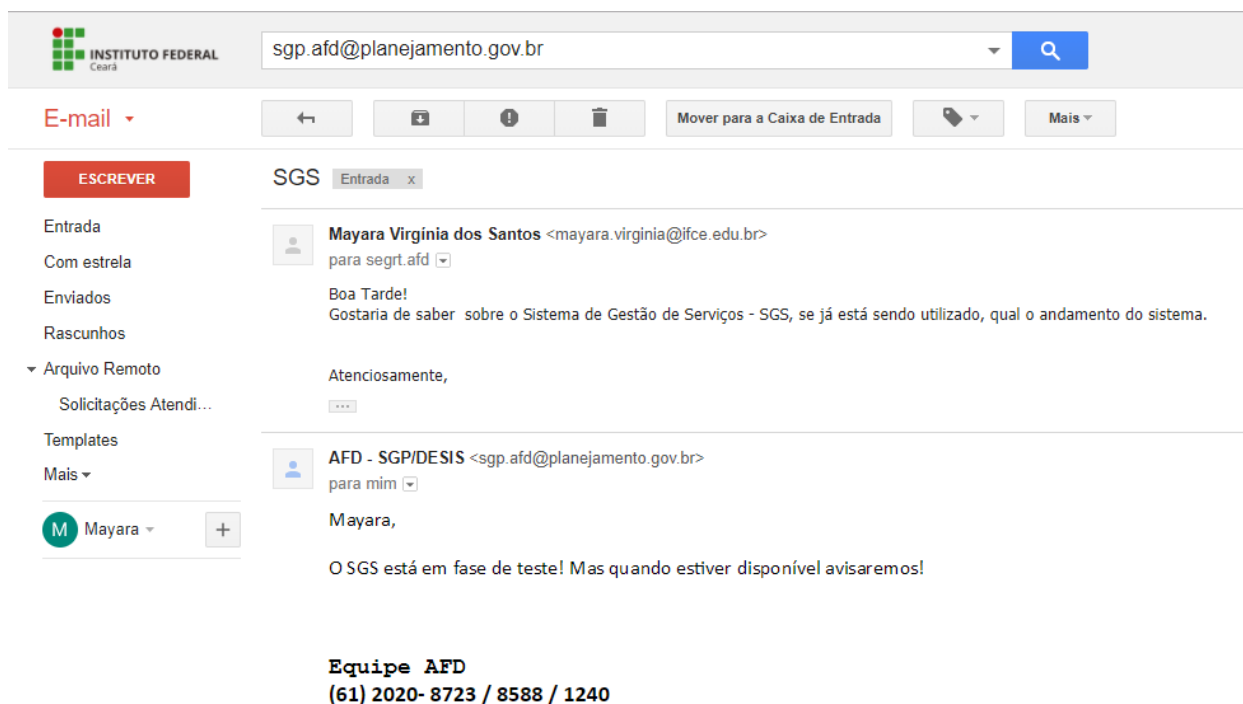 INSTITUTO FEDERAL
Ceará
sgp.afd@planejamento.gov.br
E-mail
Mover para a Caixa de Entrada
Mais
ESCREVER
SGS Entrada x
Entrada
Com estrela
Enviados
Rascunhos
Arquivo Remoto
Solicitações Atendi...
Templates
Mais
M Mayara +
Mayara Virginia dos Santos <mayara.virginia@ifce.edu.br>
para segrt.afd
Boa Tarde!
Gostaria de saber sobre o Sistema de Gestão de Serviços - SGS, se já está sendo utilizado, qual o andamento do sistema.
Atenciosamente,
...
AFD - SGP/DESIS <sgp.afd@planejamento.gov.br>
para mim
Mayara,
O SGS está em fase de teste! Mas quando estiver disponível avisaremos!
Equipe AFD
(61) 2020- 8723 / 8588 / 1240